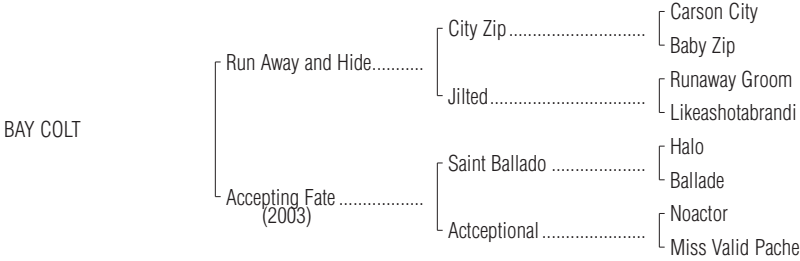 Carson City
City Zip..............................
Baby Zip
Run Away and Hide...........
Runaway Groom
Jilted.................................
Likeashotabrandi
BAY COLT
Halo
Saint Ballado ....................
Ballade
Accepting Fate ..................
(2003)
Noactor
Actceptional......................
Miss Valid Pache